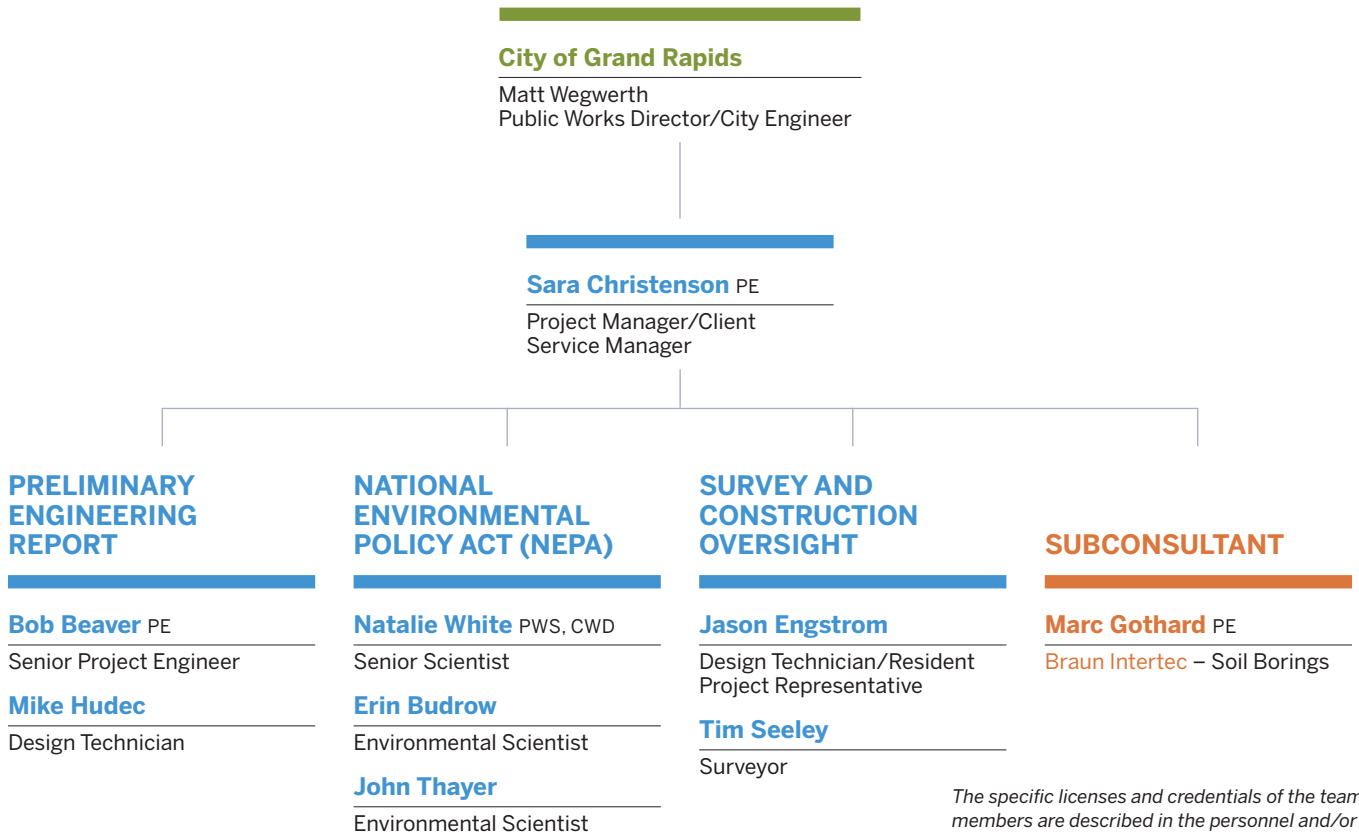 City of Grand Rapids
Matt Wegwerth
Public Works Director/City Engineer
Sara Christenson PE
Project Manager/Client
Service Manager
PRELIMINARY
ENGINEERING
REPORT
Bob Beaver PE
Senior Project Engineer
Mike Hudec
Design Technician
NATIONAL
ENVIRONMENTAL
POLICY ACT (NEPA)
Natalie White PWS, CWD
Senior Scientist
Erin Budrow
Environmental Scientist
John Thayer
Environmental Scientist
SURVEY AND
CONSTRUCTION
OVERSIGHT
Jason Engstrom
Design Technician/Resident
Project Representative
Tim Seeley
Surveyor
SUBCONSULTANT
Marc Gothard PE
Braun Intertec – Soil Borings
The specific licenses and credentials of the team
members are described in the personnel and/or